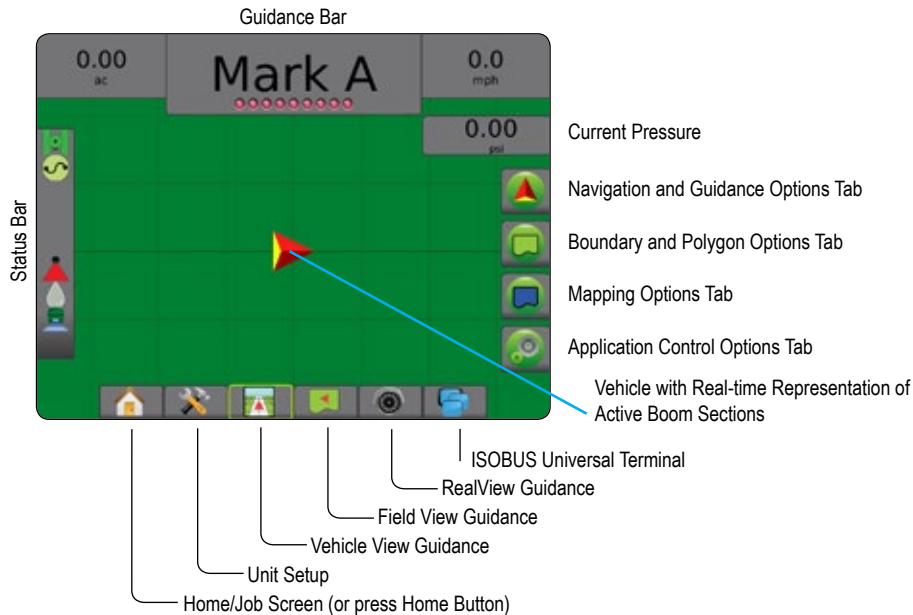 Guidance Bar
0.00
ac
Mark A
0.0
mph
0.00
psi
Current Pressure
Navigation and Guidance Options Tab
Boundary and Polygon Options Tab
Mapping Options Tab
Application Control Options Tab
Vehicle with Real-time Representation of
Active Boom Sections
Status Bar
ISOBUS Universal Terminal
RealView Guidance
Field View Guidance
Vehicle View Guidance
Unit Setup
Home/Job Screen (or press Home Button)